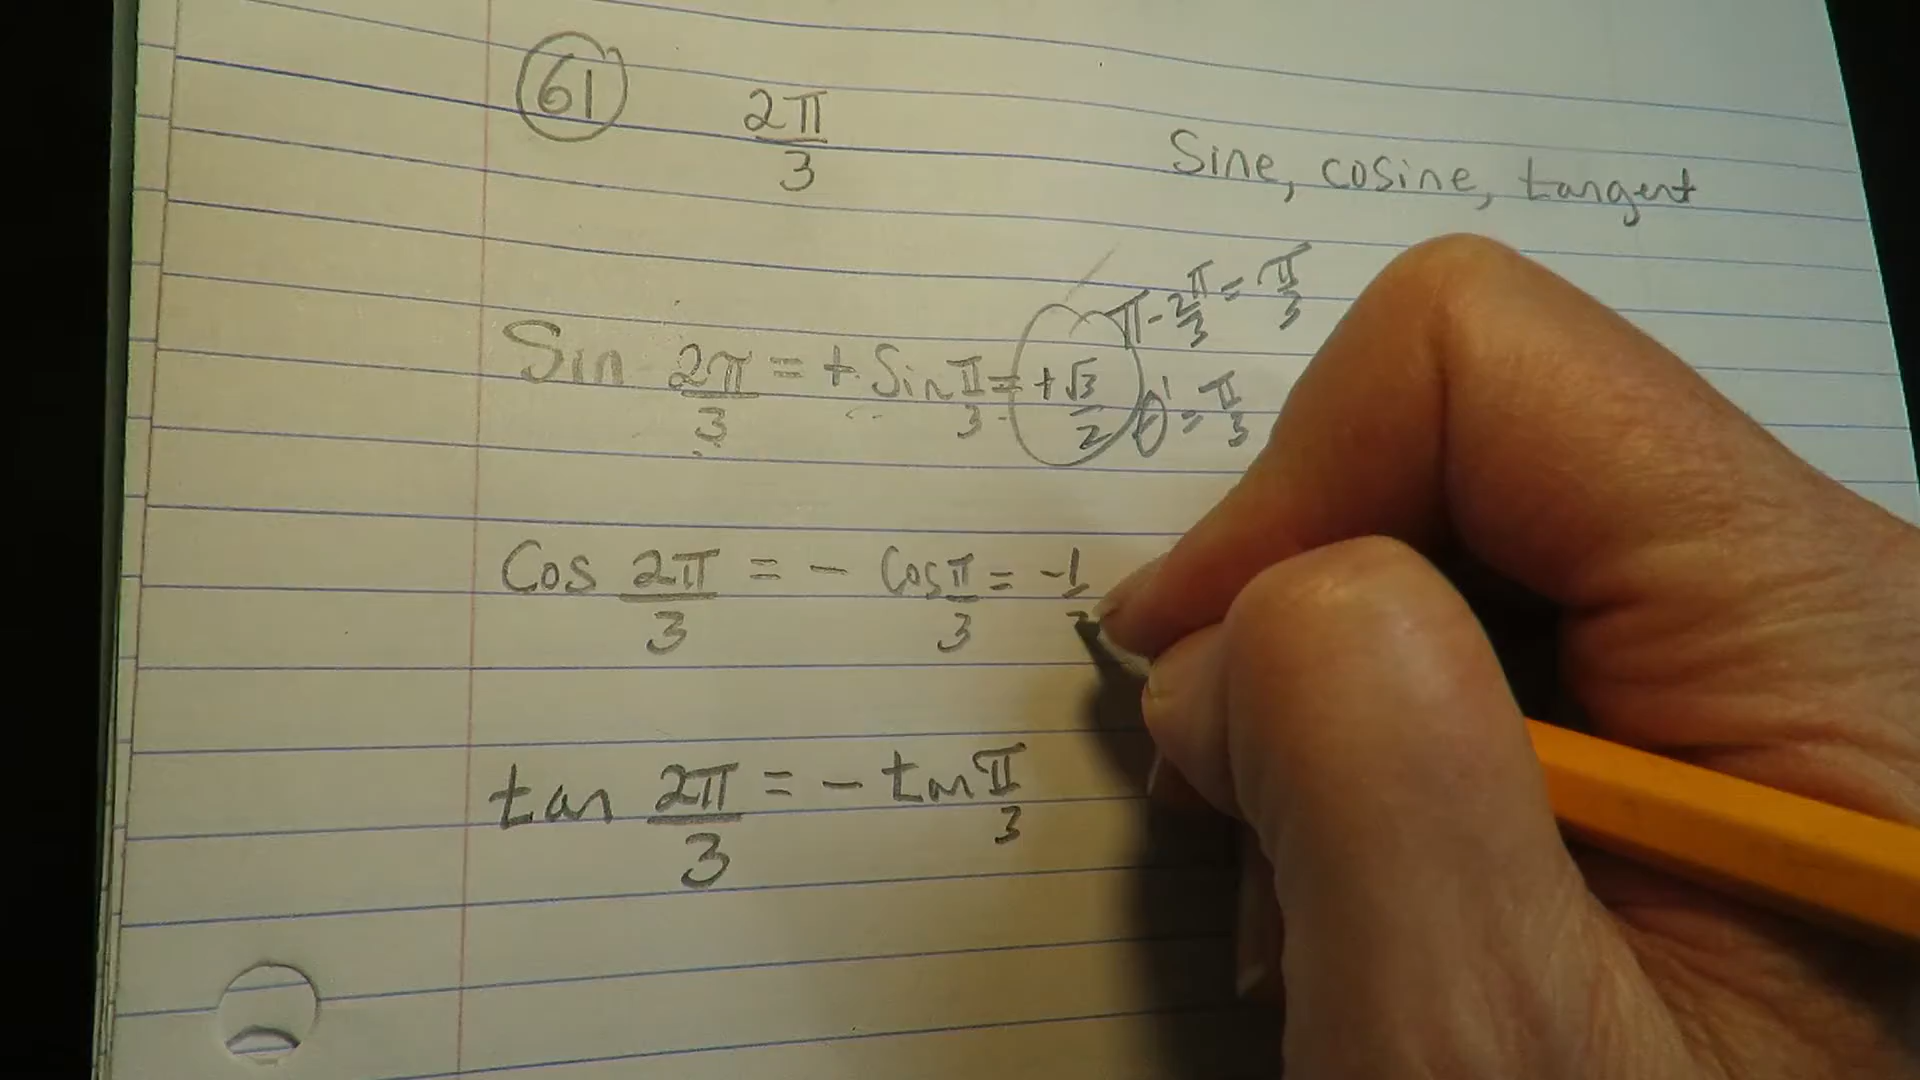 61 2π/3 Sine, cosine, tangent
π - 2π/3 = π/3
Sin 2π/3 = + Sin π/3 = + √3/2 θ' = π/3
Cos 2π/3 = - Cos π/3 = -1/2
tan 2π/3 = - tan π/3